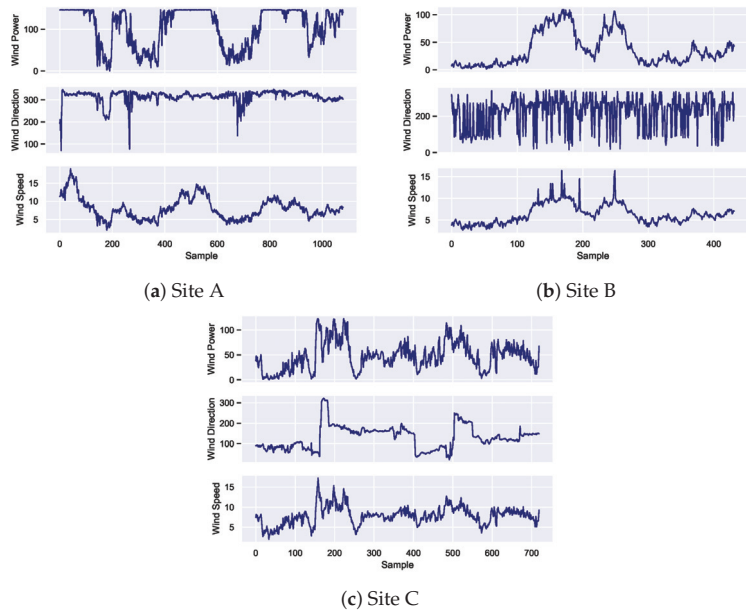 Wind Power
100
0
Wind Direction
300
200
100
Wind Speed
15
10
5
0 200 400 600 800 1000
Sample
(a) Site A
Wind Power
100
50
0
Wind Direction
200
0
Wind Speed
15
10
5
0 100 200 300 400
Sample
(b) Site B
Wind Power
100
50
0
Wind Direction
300
200
100
Wind Speed
15
10
5
0 100 200 300 400 500 600 700
Sample
(c) Site C